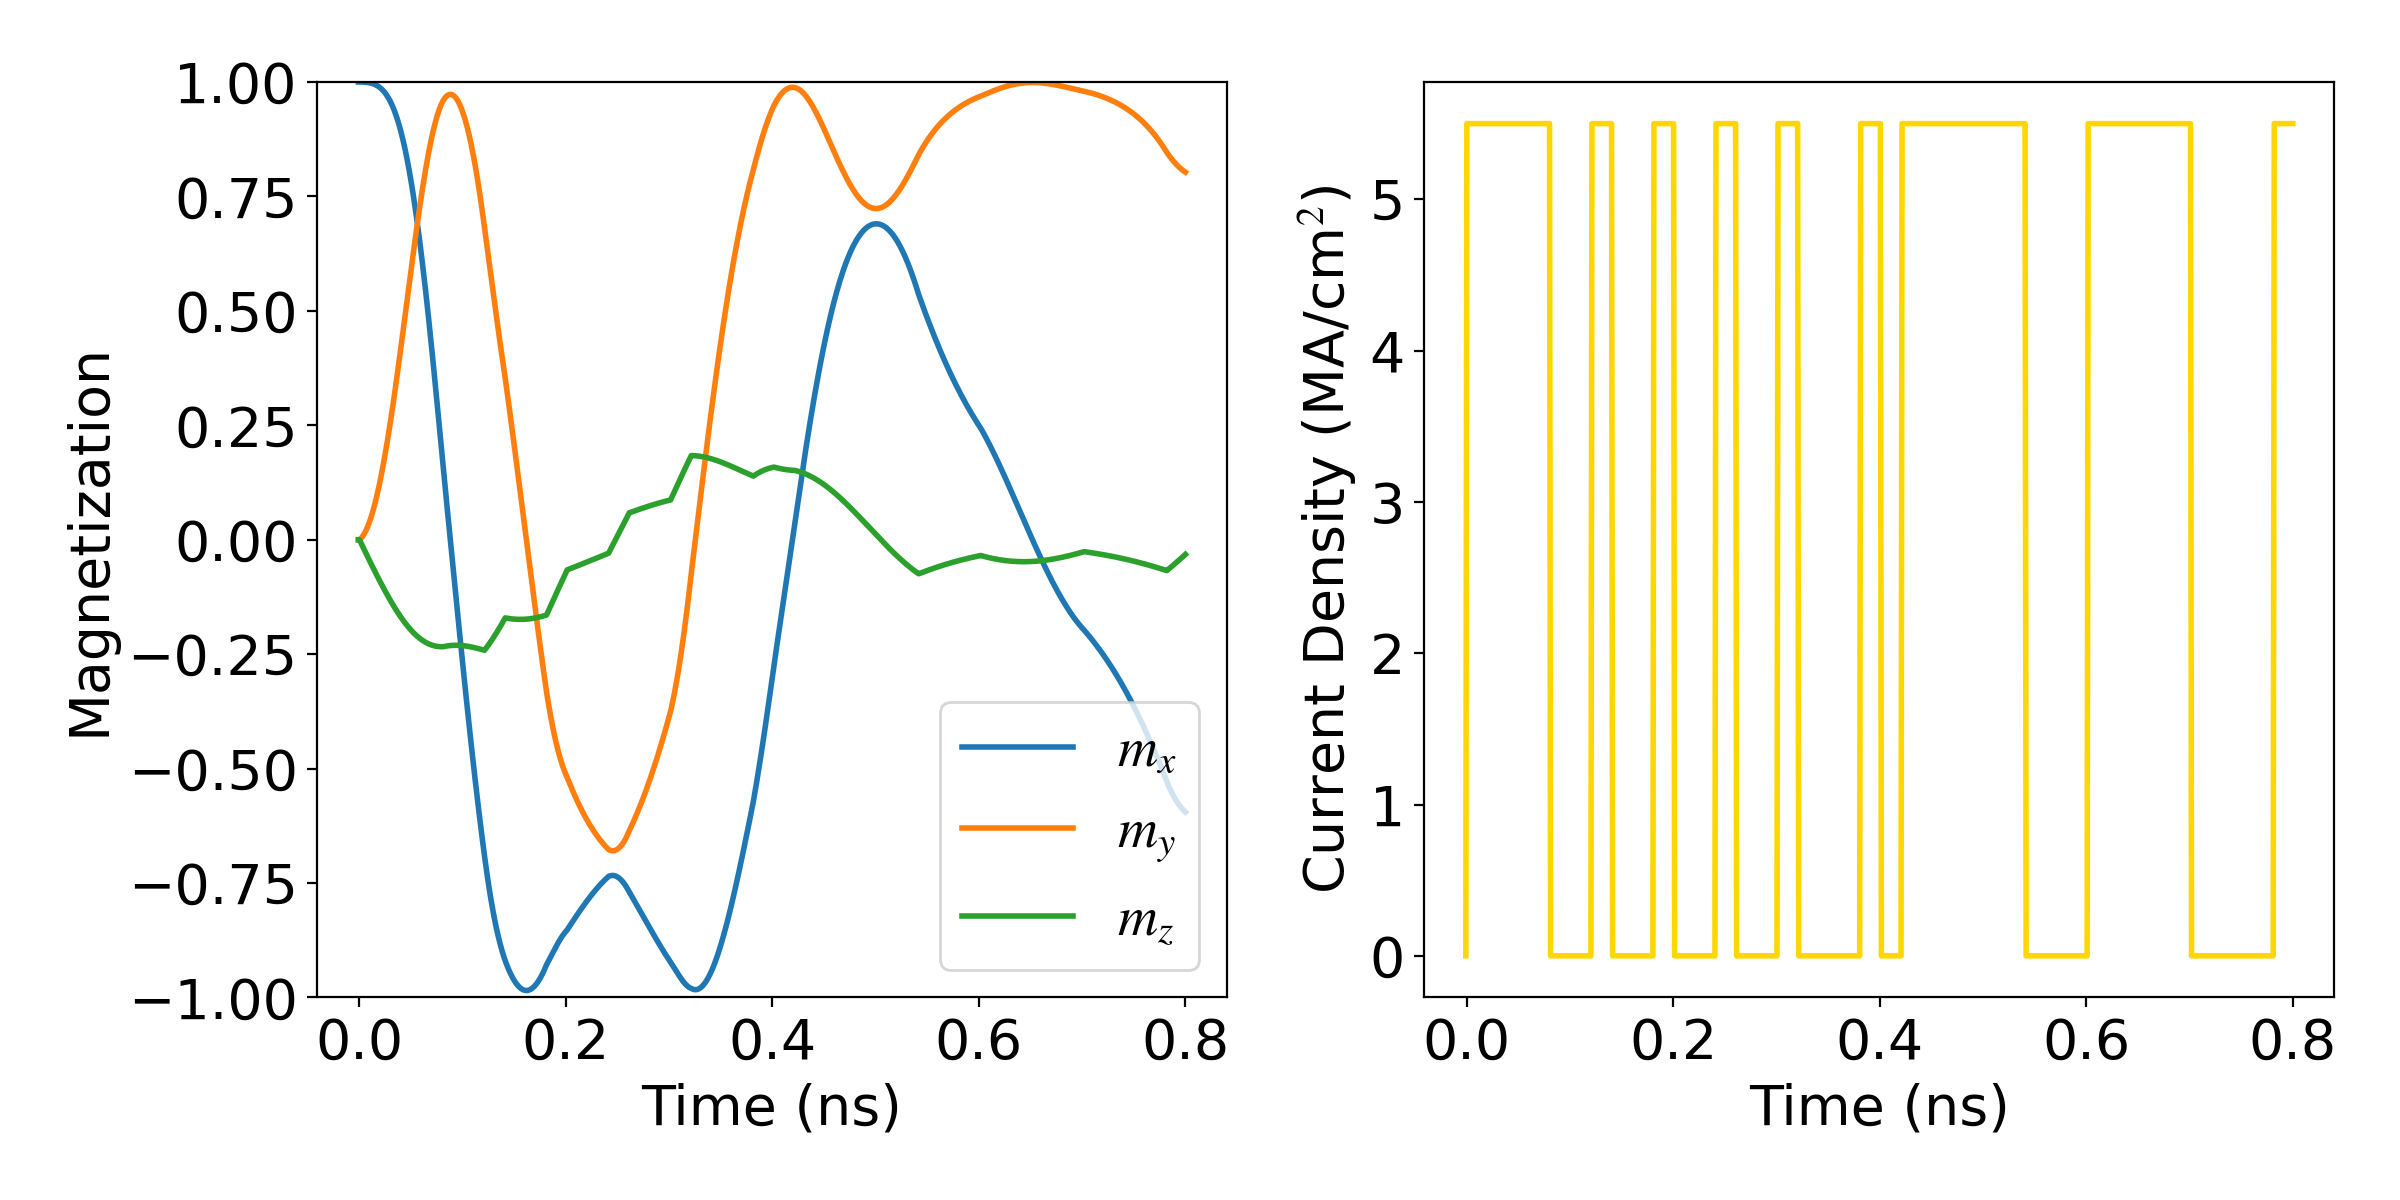 Magnetization
1.00
0.75
0.50
0.25
0.00
−0.25
−0.50
−0.75
−1.00
0.0 0.2 0.4 0.6 0.8
Time (ns)
m_x
m_y
m_z
Current Density (MA/cm²)
5
4
3
2
1
0
0.0 0.2 0.4 0.6 0.8
Time (ns)